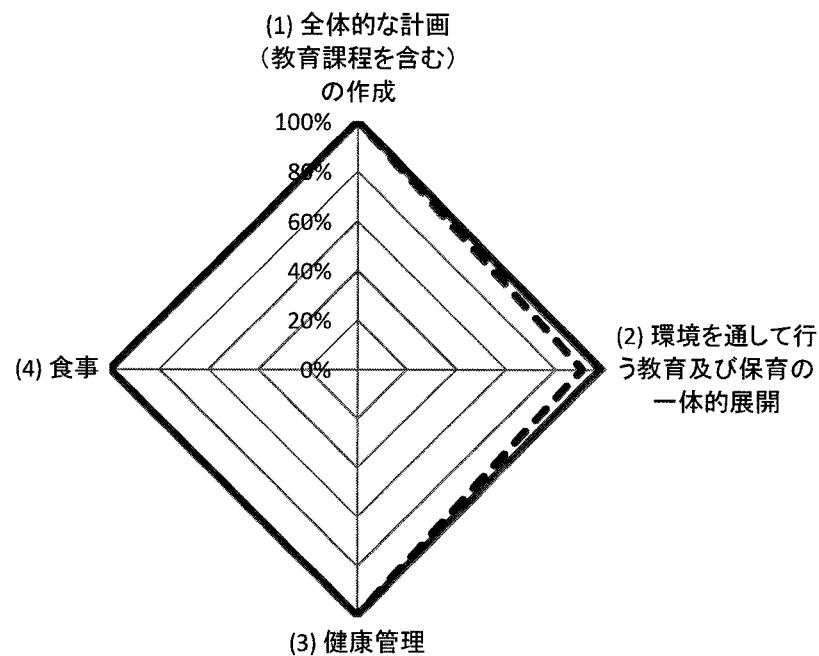 (1) 全体的な計画
（教育課程を含む）
の作成
100%
80%
60%
40%
20%
0%
(2) 環境を通して行
う教育及び保育の
一体的展開
(4) 食事
(3) 健康管理